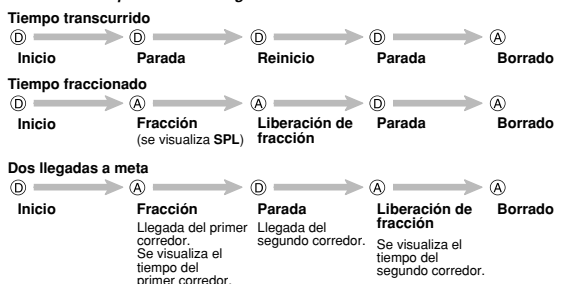 Tiempo transcurrido
Ⓓ Ⓓ Ⓓ Ⓓ Ⓐ
Inicio Parada Reinicio Parada Borrado
Tiempo fraccionado
Ⓓ Ⓐ Ⓐ Ⓓ Ⓐ
Inicio Fracción Liberación de Parada Borrado
(se visualiza SPL) fracción
Dos llegadas a meta
Ⓓ Ⓐ Ⓓ Ⓐ Ⓐ
Inicio Fracción Parada Liberación de Borrado
fracción
Llegada del primer Llegada del
corredor. segundo corredor. Se visualiza el
Se visualiza el tiempo del
tiempo del segundo corredor.
primer corredor.